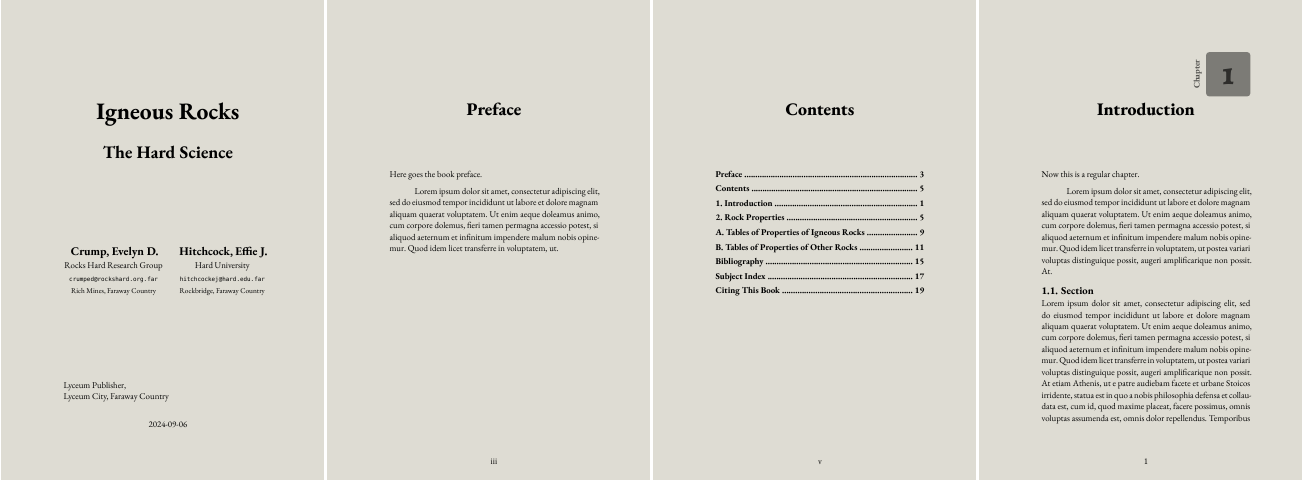 Igneous Rocks
The Hard Science
Crump, Evelyn D.
Rocks Hard Research Group
crumped@rockshard.org.far
Rich Mines, Faraway Country
Hitchcock, Effie J.
Hard University
hitchcockej@hard.edu.far
Rockbridge, Faraway Country
Lyceum Publisher,
Lyceum City, Faraway Country
2024-09-06
Preface
Here goes the book preface.
Lorem ipsum dolor sit amet, consectetur adipiscing elit,
sed do eiusmod tempor incididunt ut labore et dolore magnam
aliquam quaerat voluptatem. Ut enim aeque doleamus animo,
cum corpore dolemus, fieri tamen permagna accessio potest, si
aliquod aeternum et infinitum impendere malum nobis opine-
mur. Quod idem licet transferre in voluptatem, ut.
iii
Contents
Preface ................................ 3
Contents ................................ 5
1. Introduction ................................ 1
2. Rock Properties ................................ 5
A. Tables of Properties of Igneous Rocks ............ 9
B. Tables of Properties of Other Rocks ............ 11
Bibliography ................................ 15
Subject Index ................................ 17
Citing This Book ................................ 19
v
Chapter
1
Introduction
Now this is a regular chapter.
Lorem ipsum dolor sit amet, consectetur adipiscing elit,
sed do eiusmod tempor incididunt ut labore et dolore magnam
aliquam quaerat voluptatem. Ut enim aeque doleamus animo,
cum corpore dolemus, fieri tamen permagna accessio potest, si
aliquod aeternum et infinitum impendere malum nobis opine-
mur. Quod idem licet transferre in voluptatem, ut postea variari
voluptas distinguique possit, augeri amplificarique non possit.
At.
1.1. Section
Lorem ipsum dolor sit amet, consectetur adipiscing elit, sed
do eiusmod tempor incididunt ut labore et dolore magnam
aliquam quaerat voluptatem. Ut enim aeque doleamus animo,
cum corpore dolemus, fieri tamen permagna accessio potest, si
aliquod aeternum et infinitum impendere malum nobis opine-
mur. Quod idem licet transferre in voluptatem, ut postea variari
voluptas distinguique possit, augeri amplificarique non possit.
At etiam Athenis, ut e patre audiebam facete et urbane Stoicos
irridente, statua est in quo a nobis philosophia defensa et collau-
data est, cum id, quod maxime placeat, facere possimus, omnis
voluptas assumenda est, omnis dolor repellendus. Temporibus
1